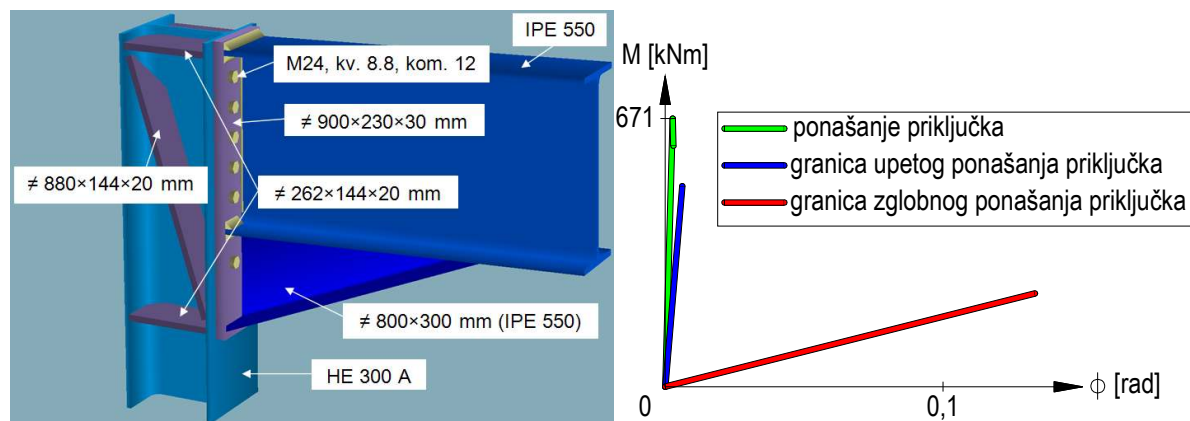 IPE 550
M24, kv. 8.8, kom. 12
≠ 900×230×30 mm
≠ 880×144×20 mm
≠ 262×144×20 mm
≠ 800×300 mm (IPE 550)
HE 300 A
M [kNm]
671
ponašanje priključka
granica upetog ponašanja priključka
granica zglobnog ponašanja priključka
0
0,1
ϕ [rad]